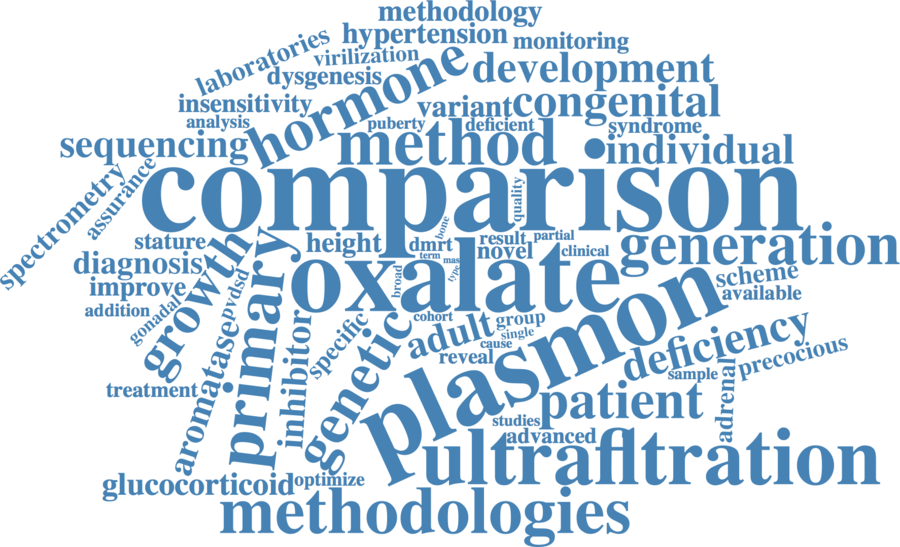 methodology
hypertension
monitoring
laboratories
virilization
dysgenesis
hormone
development
insensitivity
variant
congenital
analysis
puberty
deficient
syndrome
sequencing
method
individual
comparison
spectrometry
assurance
quality
stature
growth
primary
height
dmrt
bone
result
partial
generation
diagnosis
term
mas
type
novel
clinical
improve
oxalate
broad
plasmon
scheme
available
addition
gonadal
pvdsd
cohort
group
single
adult
cause
reveal
specific
genetic
inhibitor
aromatase
deficiency
precocious
sample
adrenal
treatment
patient
studies
advanced
ultrafltration
glucocorticoid
optimize
methodologies